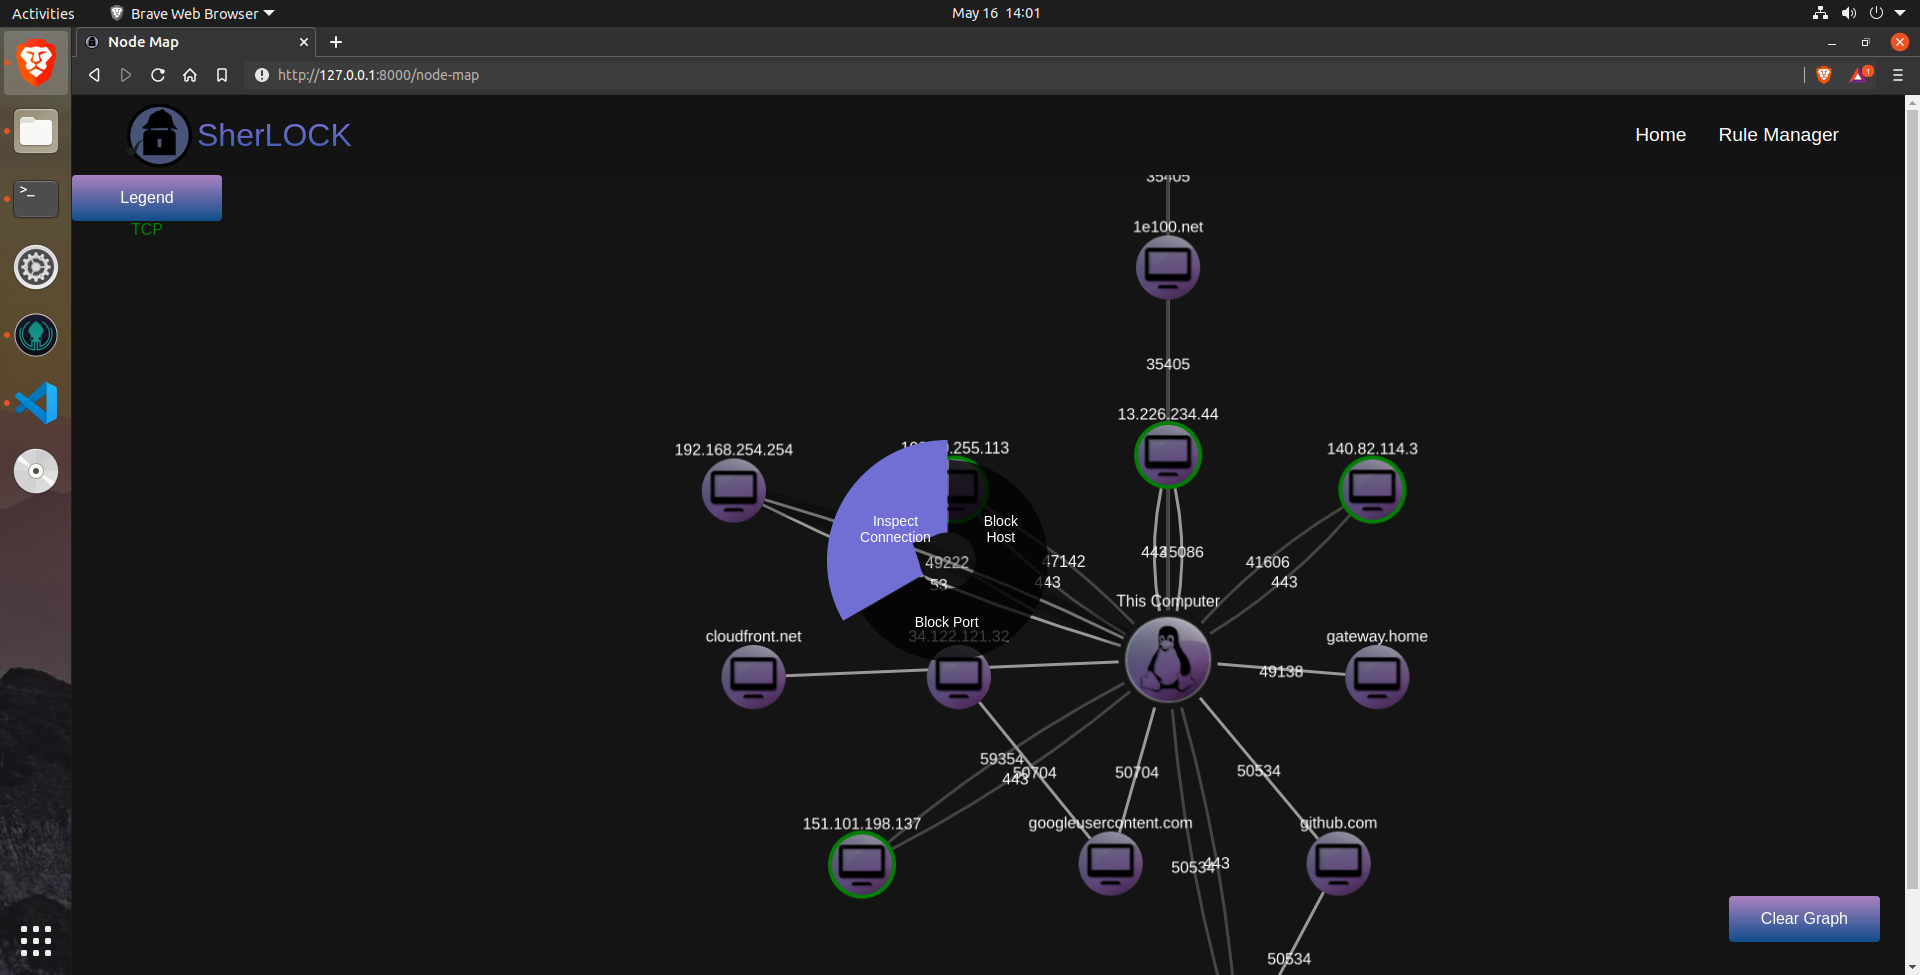 Activities
Brave Web Browser
May 16 14:01
Node Map
1
http://127.0.0.1:8000/node-map
SherLOCK
Home
Rule Manager
Legend
TCP
35405
1e100.net
35405
13.226.234.44
192.168.254.254
.255.113
140.82.114.3
Inspect
Connection
Block
Host
49222
53
47142
443
443
45086
41606
443
This Computer
Block Port
34.122.121.32
cloudfront.net
gateway.home
49138
59354
443
50704
50704
50534
151.101.198.137
googleusercontent.com
github.com
50534
443
Clear Graph
50534